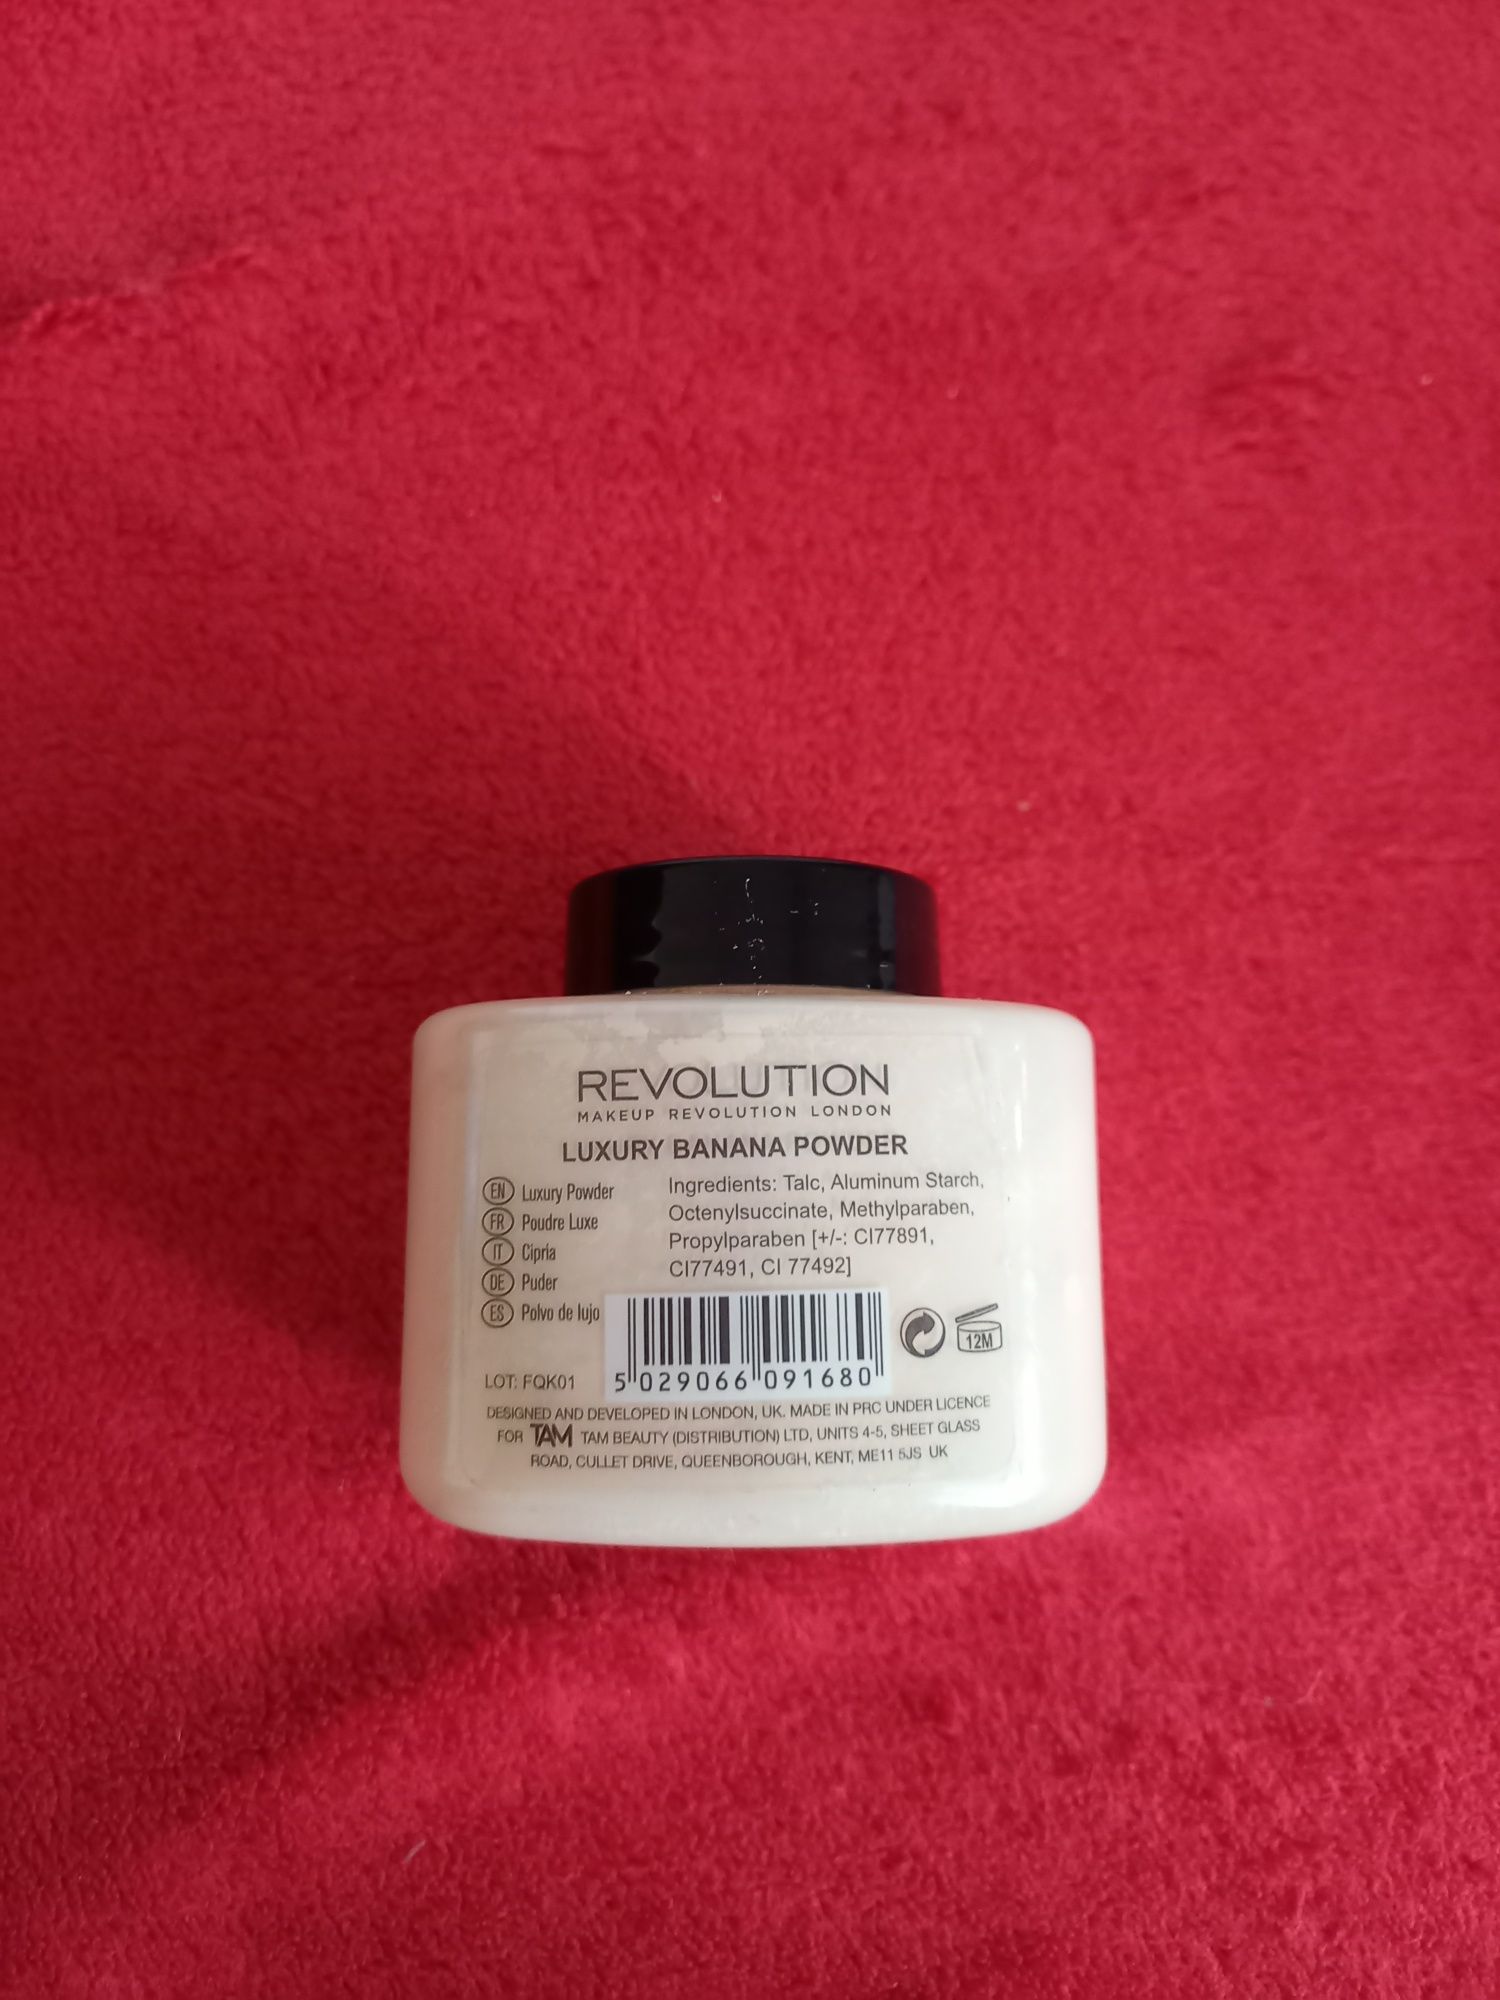 REVOLUTION
MAKEUP REVOLUTION LONDON
LUXURY BANANA POWDER
EN Luxury Powder
FR Poudre Luxe
IT Cipria
DE Puder
ES Polvo de lujo
Ingredients: Talc, Aluminum Starch,
Octenylsuccinate, Methylparaben,
Propylparaben [+/-: CI77891,
CI77491, CI 77492]
5 029066 091680
12M
LOT: FQK01
DESIGNED AND DEVELOPED IN LONDON, UK. MADE IN PRC UNDER LICENCE
FOR TAM TAM BEAUTY (DISTRIBUTION) LTD, UNITS 4-5, SHEET GLASS
ROAD, CULLET DRIVE, QUEENBOROUGH, KENT, ME11 5JS UK